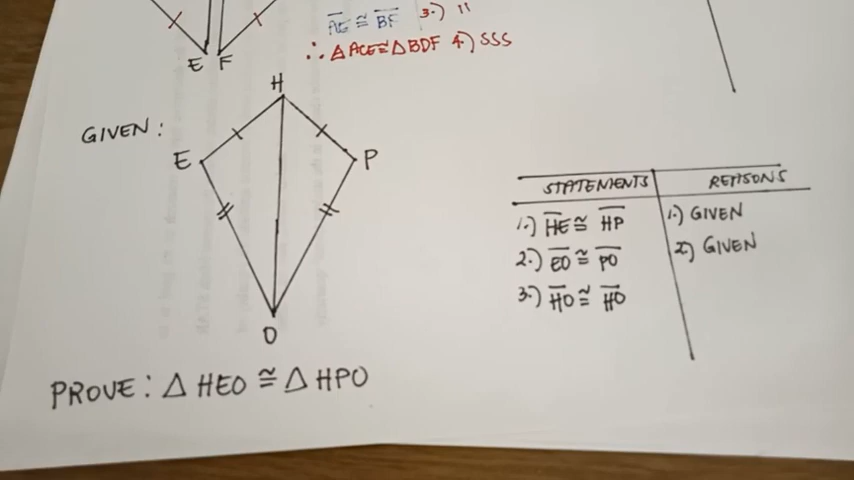 AE ≅ BF 3.) "
∴ △ACE≅△BDF 4.) SSS
E F
H
GIVEN:
E
P
O
PROVE: △ HEO ≅ △ HPO
STATEMENTS REASONS
1.) HE ≅ HP 1.) GIVEN
2.) EO ≅ PO 2.) GIVEN
3.) HO ≅ HO